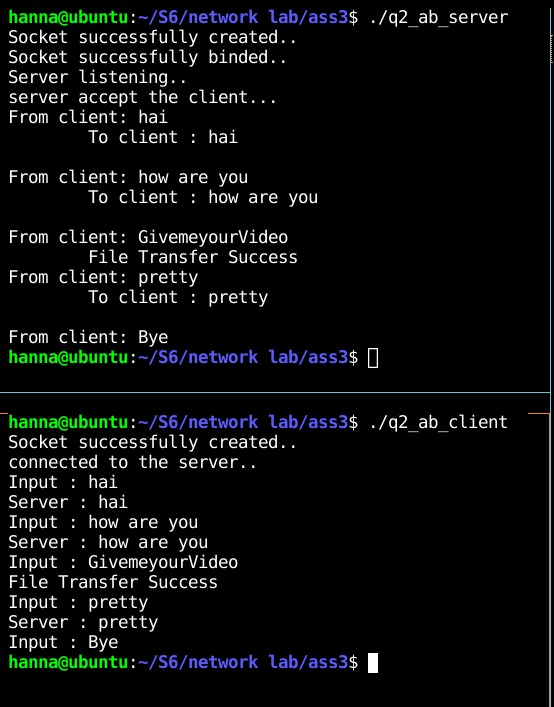 hanna@ubuntu:~/S6/network lab/ass3$ ./q2_ab_server
Socket successfully created..
Socket successfully binded..
Server listening..
server accept the client...
From client: hai
To client : hai
From client: how are you
To client : how are you
From client: GivemeyourVideo
File Transfer Success
From client: pretty
To client : pretty
From client: Bye
hanna@ubuntu:~/S6/network lab/ass3$
hanna@ubuntu:~/S6/network lab/ass3$ ./q2_ab_client
Socket successfully created..
connected to the server..
Input : hai
Server : hai
Input : how are you
Server : how are you
Input : GivemeyourVideo
File Transfer Success
Input : pretty
Server : pretty
Input : Bye
hanna@ubuntu:~/S6/network lab/ass3$